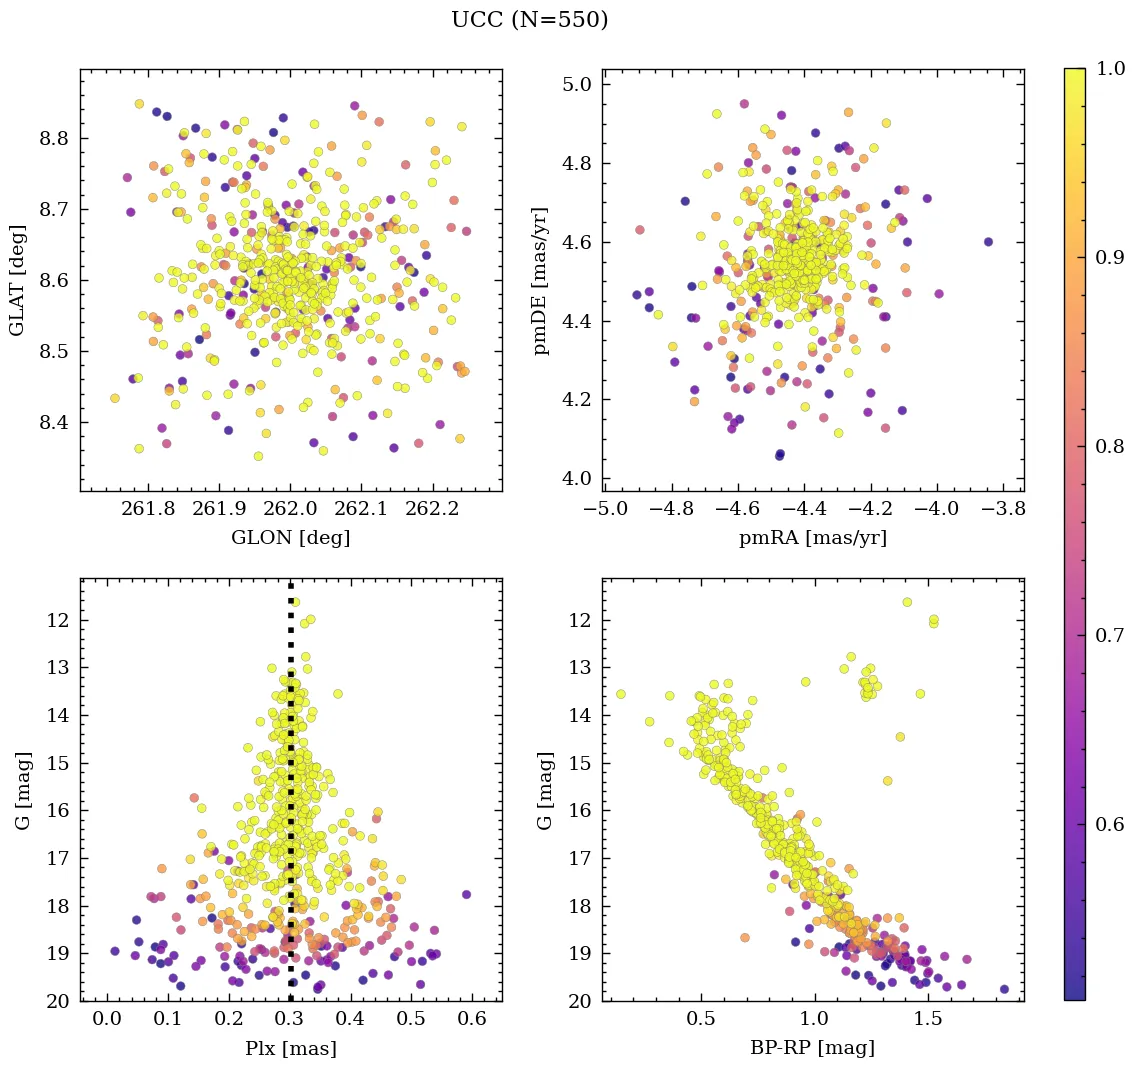 UCC (N=550)
8.8
8.7
8.6
8.5
8.4
GLAT [deg]
261.8 261.9 262.0 262.1 262.2
GLON [deg]
5.0
4.8
4.6
4.4
4.2
4.0
pmDE [mas/yr]
−5.0 −4.8 −4.6 −4.4 −4.2 −4.0 −3.8
pmRA [mas/yr]
1.0
0.9
0.8
0.7
0.6
12
13
14
15
16
17
18
19
20
G [mag]
0.0 0.1 0.2 0.3 0.4 0.5 0.6
Plx [mas]
12
13
14
15
16
17
18
19
20
G [mag]
0.5 1.0 1.5
BP-RP [mag]